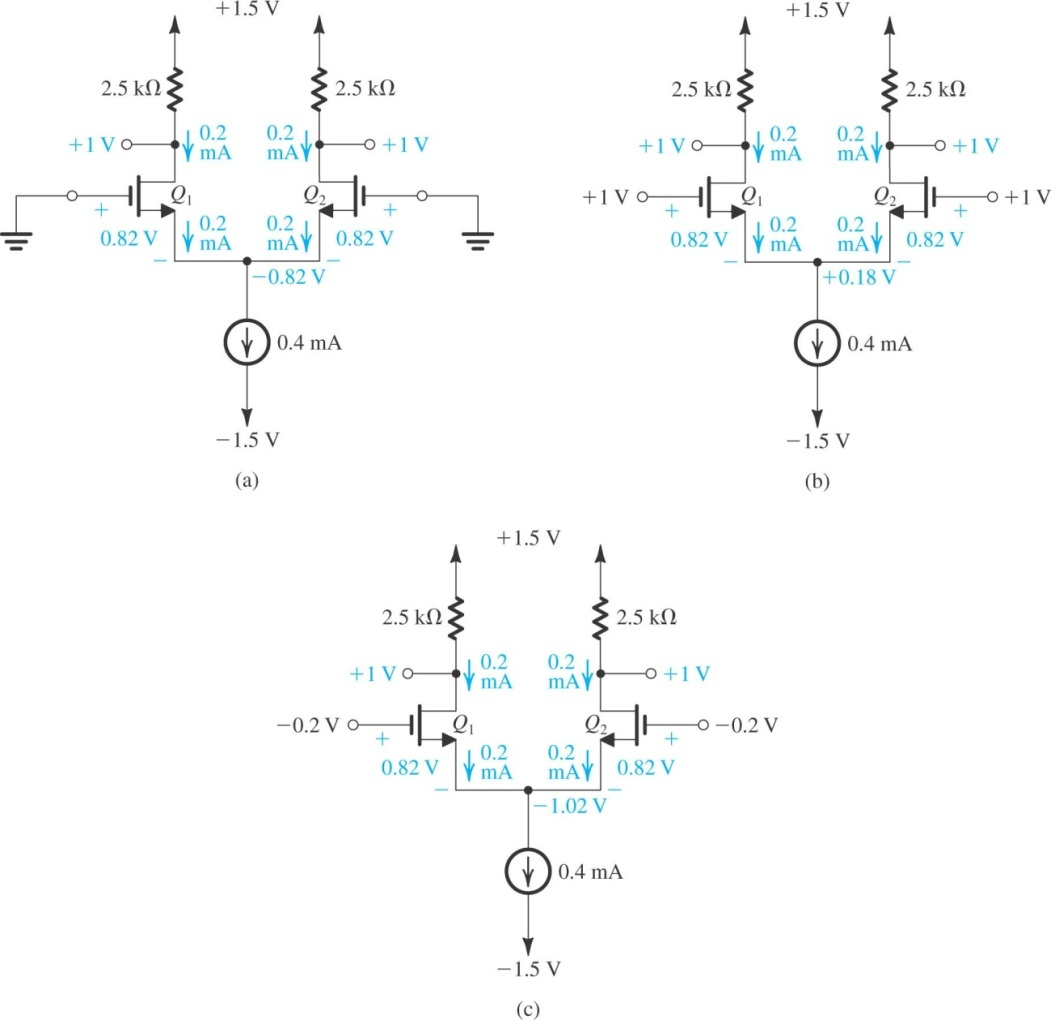 +1.5 V
2.5 kΩ
2.5 kΩ
+1 V
0.2
mA
0.2
mA
+1 V
Q1
Q2
+
0.82 V
−
0.2
mA
0.2
mA
+
0.82 V
−
−0.82 V
0.4 mA
−1.5 V
(a)
+1.5 V
2.5 kΩ
2.5 kΩ
+1 V
0.2
mA
0.2
mA
+1 V
+1 V
Q1
Q2
+1 V
+
0.82 V
−
0.2
mA
0.2
mA
+
0.82 V
−
+0.18 V
0.4 mA
−1.5 V
(b)
+1.5 V
2.5 kΩ
2.5 kΩ
+1 V
0.2
mA
0.2
mA
+1 V
−0.2 V
Q1
Q2
−0.2 V
+
0.82 V
−
0.2
mA
0.2
mA
+
0.82 V
−
−1.02 V
0.4 mA
−1.5 V
(c)